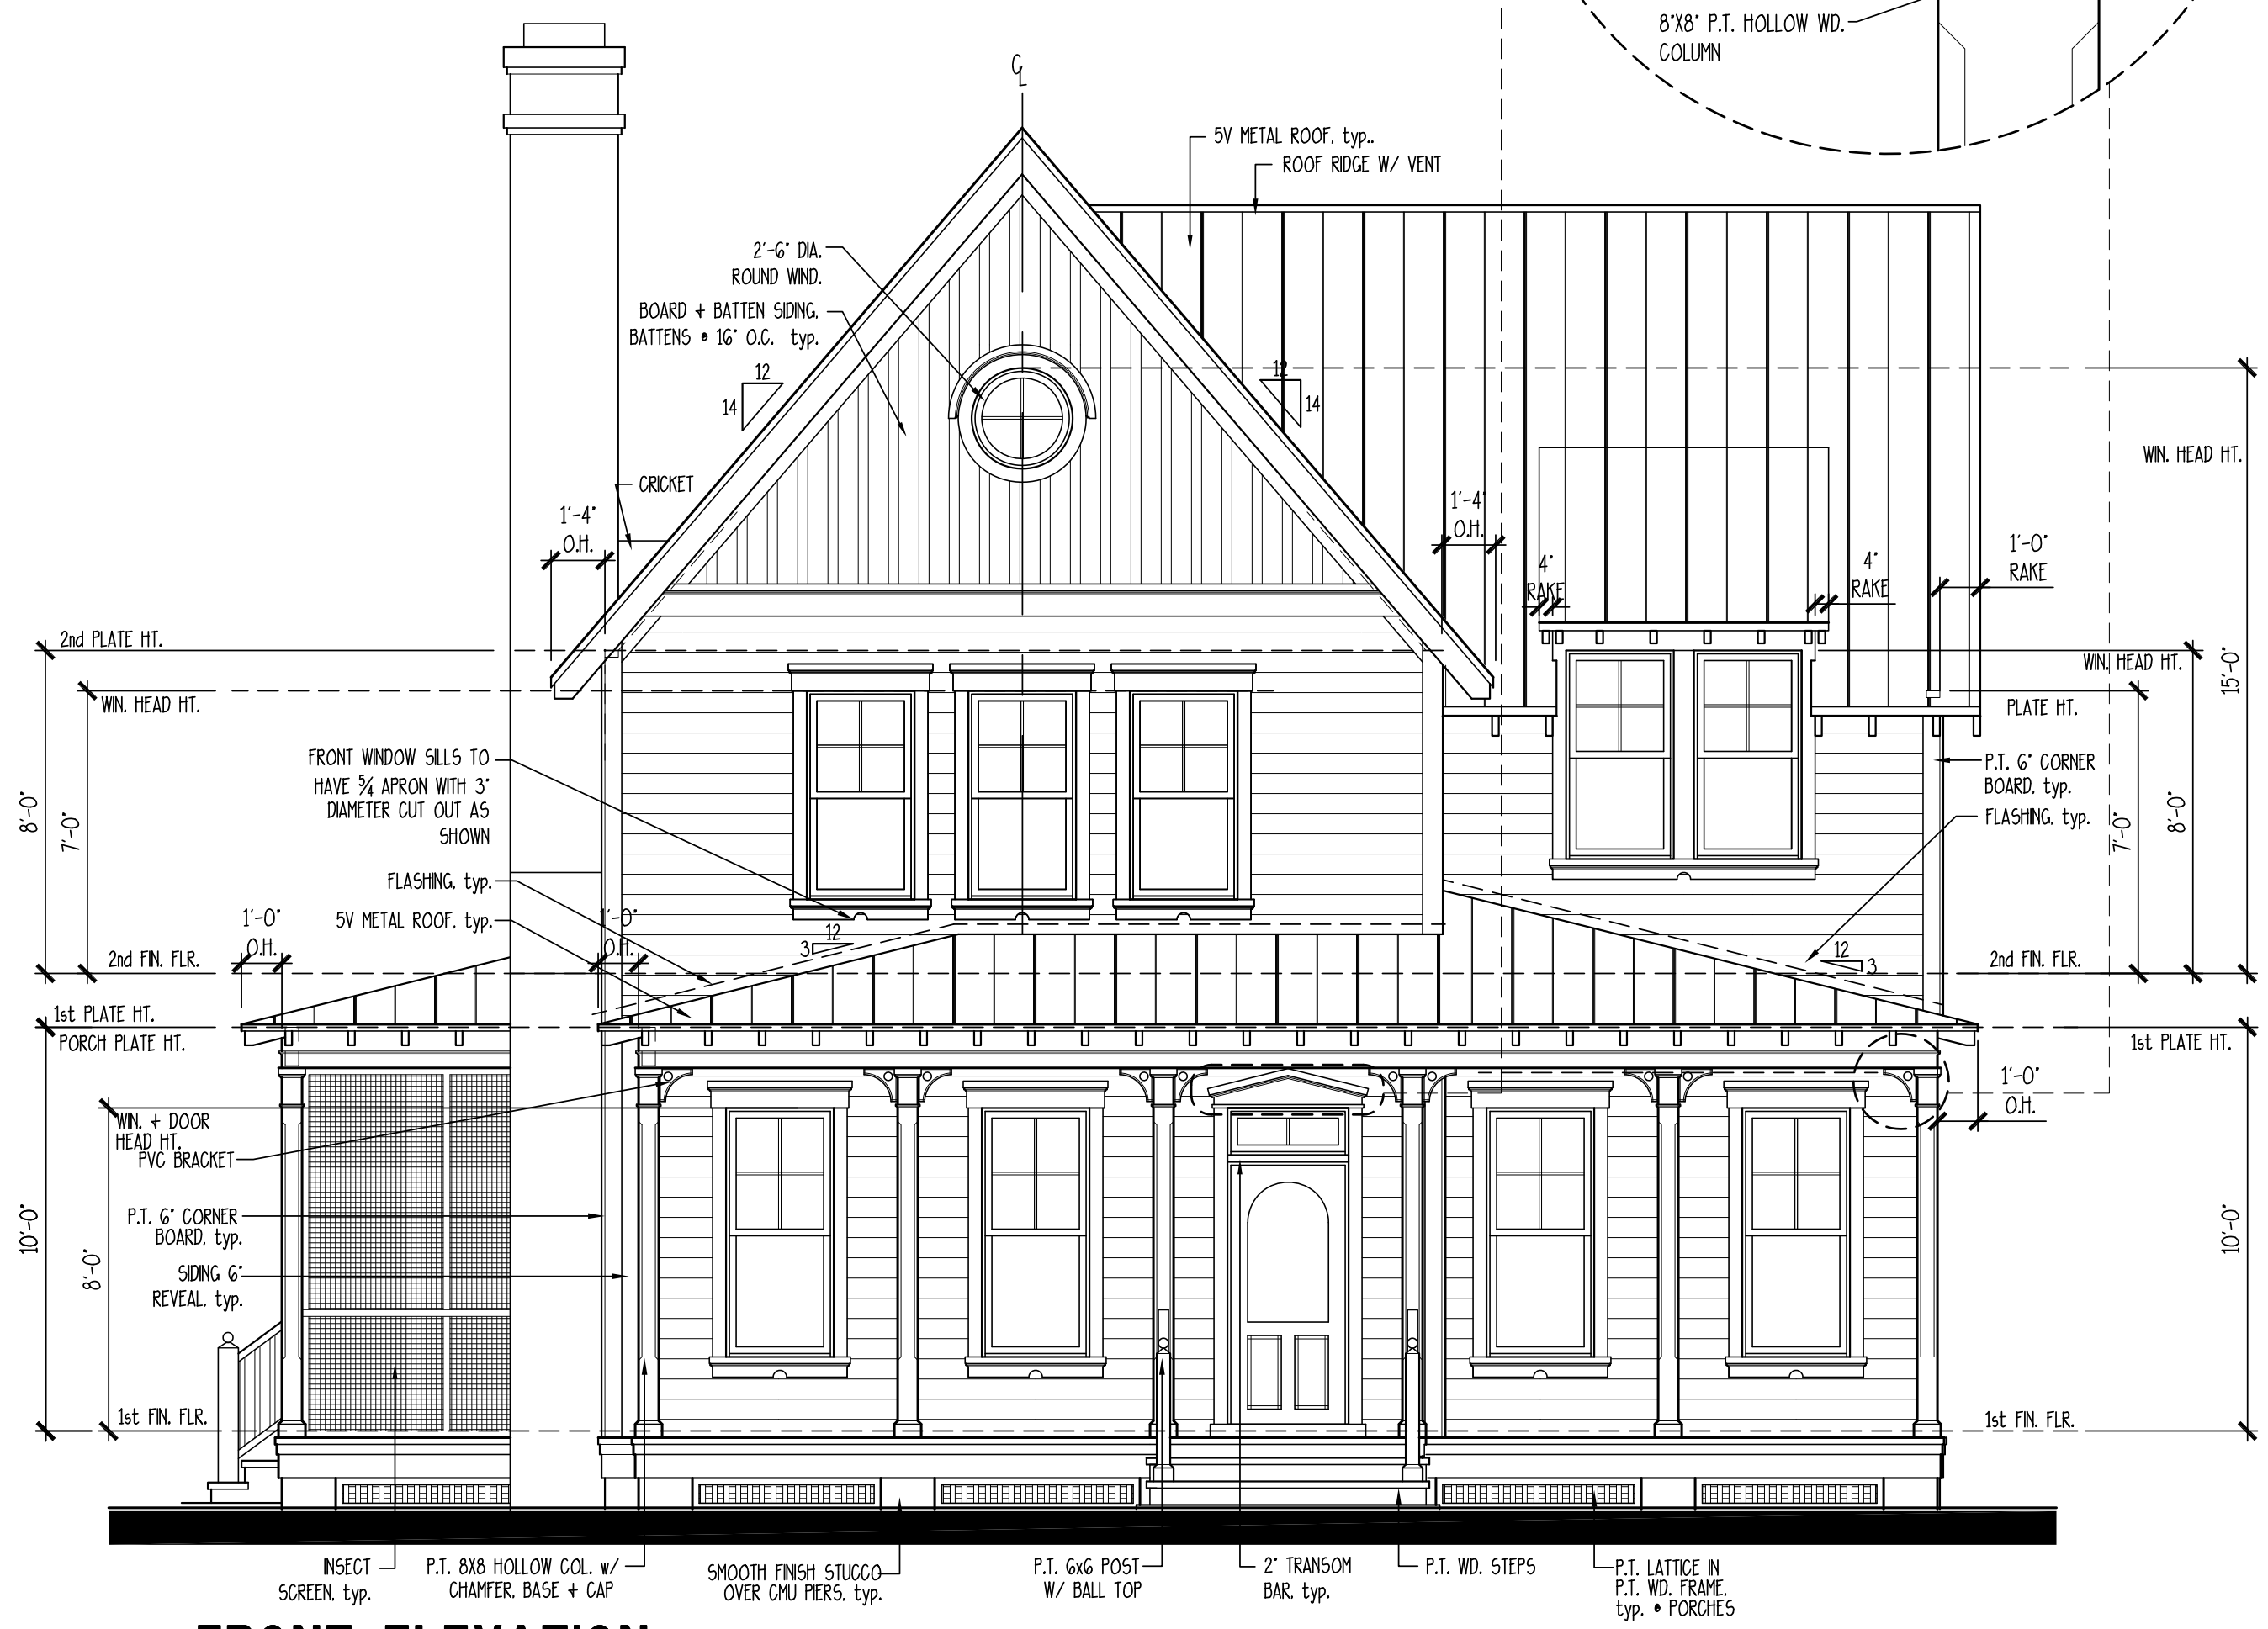 8"X8" P.T. HOLLOW WD.
COLUMN
CL
5V METAL ROOF, typ..
ROOF RIDGE W/ VENT
2'-6" DIA.
ROUND WIND.
BOARD + BATTEN SIDING,
BATTENS @ 16" O.C. typ.
12
14
12
14
WIN. HEAD HT.
CRICKET
1'-4"
O.H.
1'-4"
O.H.
4"
RAKE
4"
RAKE
1'-0"
RAKE
2nd PLATE HT.
WIN. HEAD HT.
WIN. HEAD HT.
PLATE HT.
15'-0"
FRONT WINDOW SILLS TO
HAVE 5/4 APRON WITH 3"
DIAMETER CUT OUT AS
SHOWN
P.T. 6" CORNER
BOARD, typ.
FLASHING, typ.
8'-0"
7'-0"
7'-0"
8'-0"
FLASHING, typ.
5V METAL ROOF, typ.
1'-0"
O.H.
1'-0"
O.H.
12
3
12
3
2nd FIN. FLR.
2nd FIN. FLR.
1st PLATE HT.
PORCH PLATE HT.
1st PLATE HT.
1'-0"
O.H.
WIN. + DOOR
HEAD HT.
PVC BRACKET
P.T. 6" CORNER
BOARD, typ.
SIDING 6"
REVEAL, typ.
10'-0"
8'-0"
10'-0"
1st FIN. FLR.
1st FIN. FLR.
INSECT
SCREEN, typ.
P.T. 8X8 HOLLOW COL. w/
CHAMFER, BASE + CAP
SMOOTH FINISH STUCCO
OVER CMU PIERS, typ.
P.T. 6x6 POST
W/ BALL TOP
2" TRANSOM
BAR, typ.
P.T. WD. STEPS
P.T. LATTICE IN
P.T. WD. FRAME,
typ. @ PORCHES
FRONT ELEVATION